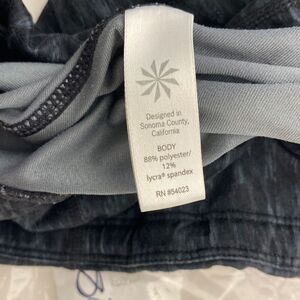 Designed in
Sonoma County,
California
BODY
88% polyester/
12%
lycra® spandex
RN #54023